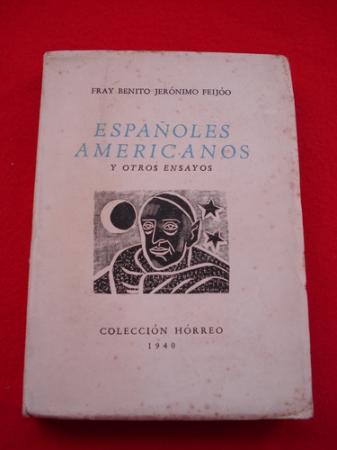 FRAY BENITO JERÓNIMO FEIJÓO
ESPAÑOLES
AMERICANOS
Y OTROS ENSAYOS
COLECCIÓN HÓRREO
1940